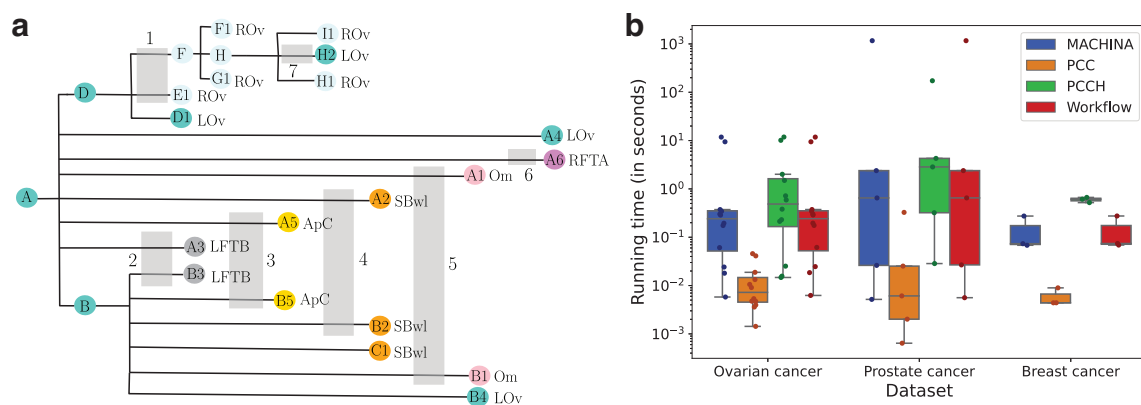 a
1
F
F1 ROv
H
G1 ROv
I1 ROv
H2 LOv
7
H1 ROv
D
E1 ROv
D1 LOv
A4 LOv
A6 RFTA
6
A1 Om
A
A2 SBwl
A5 ApC
A3 LFTB
2
3
4
5
B3 LFTB
B
B5 ApC
B2 SBwl
C1 SBwl
B1 Om
B4 LOv
b
Running time (in seconds)
10³
10²
10¹
10⁰
10⁻¹
10⁻²
10⁻³
MACHINA
PCC
PCCH
Workflow
Ovarian cancer
Prostate cancer
Breast cancer
Dataset